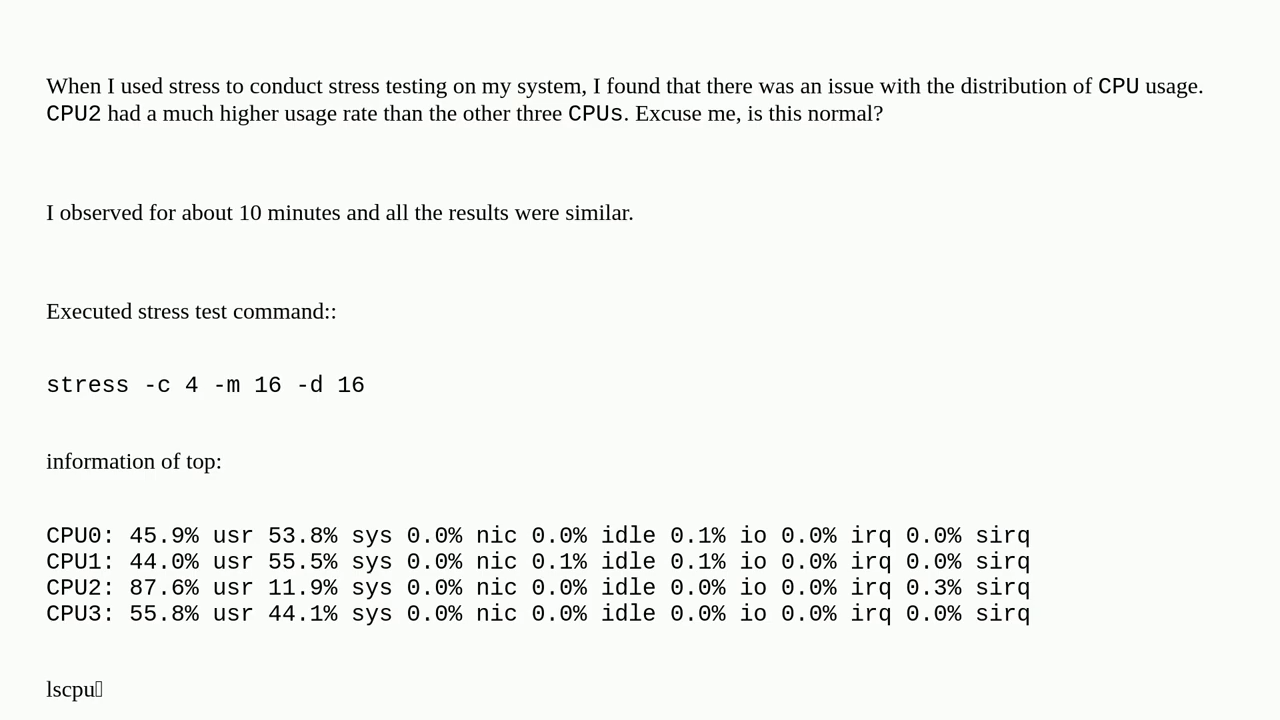 When I used stress to conduct stress testing on my system, I found that there was an issue with the distribution of CPU usage.
CPU2 had a much higher usage rate than the other three CPUs. Excuse me, is this normal?
I observed for about 10 minutes and all the results were similar.
Executed stress test command::
stress -c 4 -m 16 -d 16
information of top:
CPU0: 45.9% usr 53.8% sys 0.0% nic 0.0% idle 0.1% io 0.0% irq 0.0% sirq
CPU1: 44.0% usr 55.5% sys 0.0% nic 0.1% idle 0.1% io 0.0% irq 0.0% sirq
CPU2: 87.6% usr 11.9% sys 0.0% nic 0.0% idle 0.0% io 0.0% irq 0.3% sirq
CPU3: 55.8% usr 44.1% sys 0.0% nic 0.0% idle 0.0% io 0.0% irq 0.0% sirq
lscpu